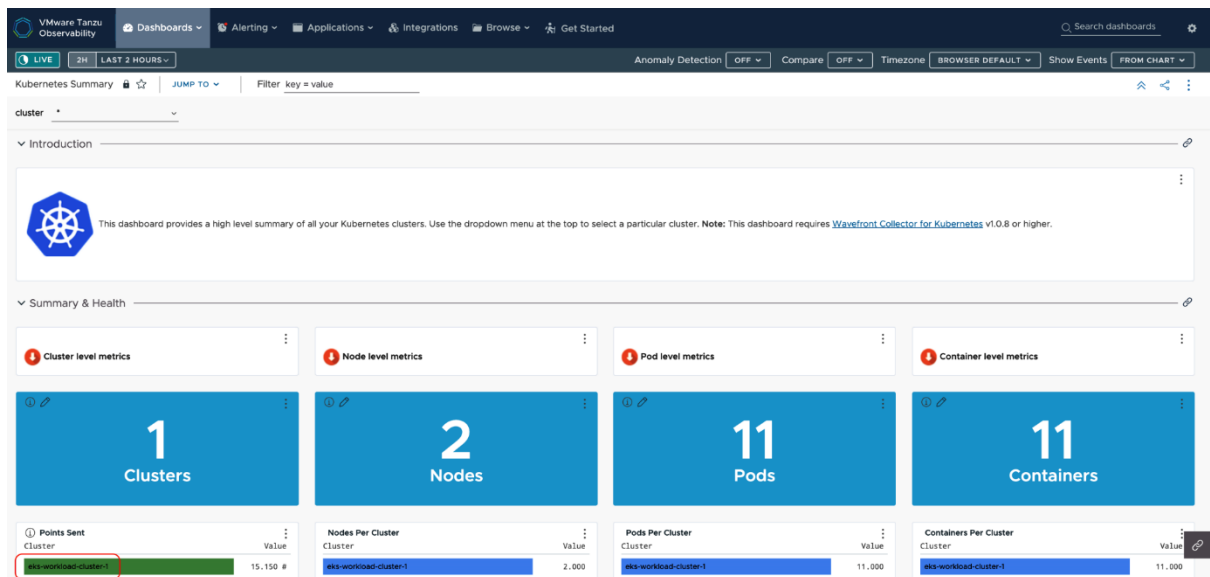 VMware Tanzu
Observability
Dashboards
Alerting
Applications
Integrations
Browse
Get Started
Search dashboards
LIVE
2H
LAST 2 HOURS
Anomaly Detection
OFF
Compare
OFF
Timezone
BROWSER DEFAULT
Show Events
FROM CHART
Kubernetes Summary
JUMP TO
Filter
key = value
cluster
*
Introduction
This dashboard provides a high level summary of all your Kubernetes clusters. Use the dropdown menu at the top to select a particular cluster. Note: This dashboard requires Wavefront Collector for Kubernetes v1.0.8 or higher.
Summary & Health
Cluster level metrics
Node level metrics
Pod level metrics
Container level metrics
1
Clusters
2
Nodes
11
Pods
11
Containers
Points Sent
Cluster Value
eks-workload-cluster-1 15.150 #
Nodes Per Cluster
Cluster Value
eks-workload-cluster-1 2.000
Pods Per Cluster
Cluster Value
eks-workload-cluster-1 11.000
Containers Per Cluster
Cluster Value
eks-workload-cluster-1 11.000